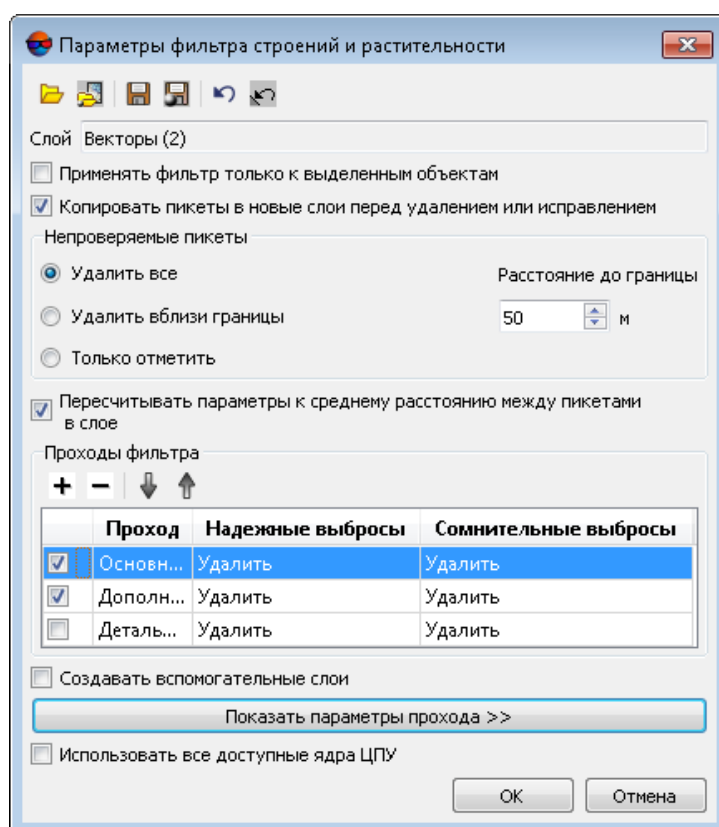 Параметры фильтра строений и растительности
Слой Векторы (2)
Применять фильтр только к выделенным объектам
Копировать пикеты в новые слои перед удалением или исправлением
Непроверяемые пикеты
Удалить все Расстояние до границы
Удалить вблизи границы 50 м
Только отметить
Пересчитывать параметры к среднему расстоянию между пикетами
в слое
Проходы фильтра
Проход Надежные выбросы Сомнительные выбросы
Основн... Удалить Удалить
Дополн... Удалить Удалить
Деталь... Удалить Удалить
Создавать вспомогательные слои
Показать параметры прохода >>
Использовать все доступные ядра ЦПУ
OK Отмена